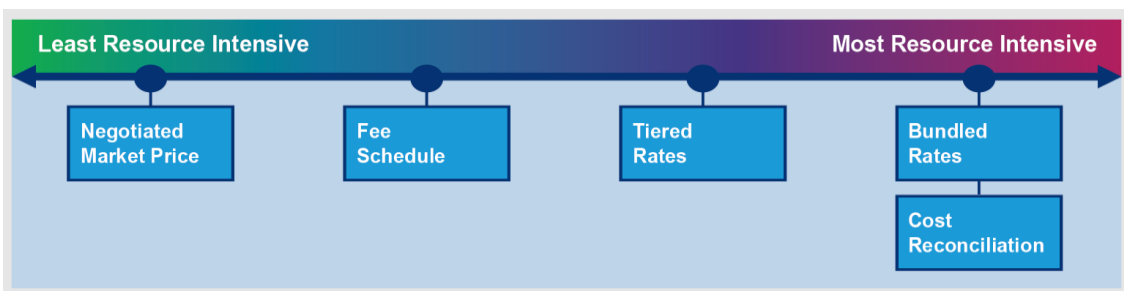 Least Resource Intensive
Most Resource Intensive
Negotiated
Market Price
Fee
Schedule
Tiered
Rates
Bundled
Rates
Cost
Reconciliation